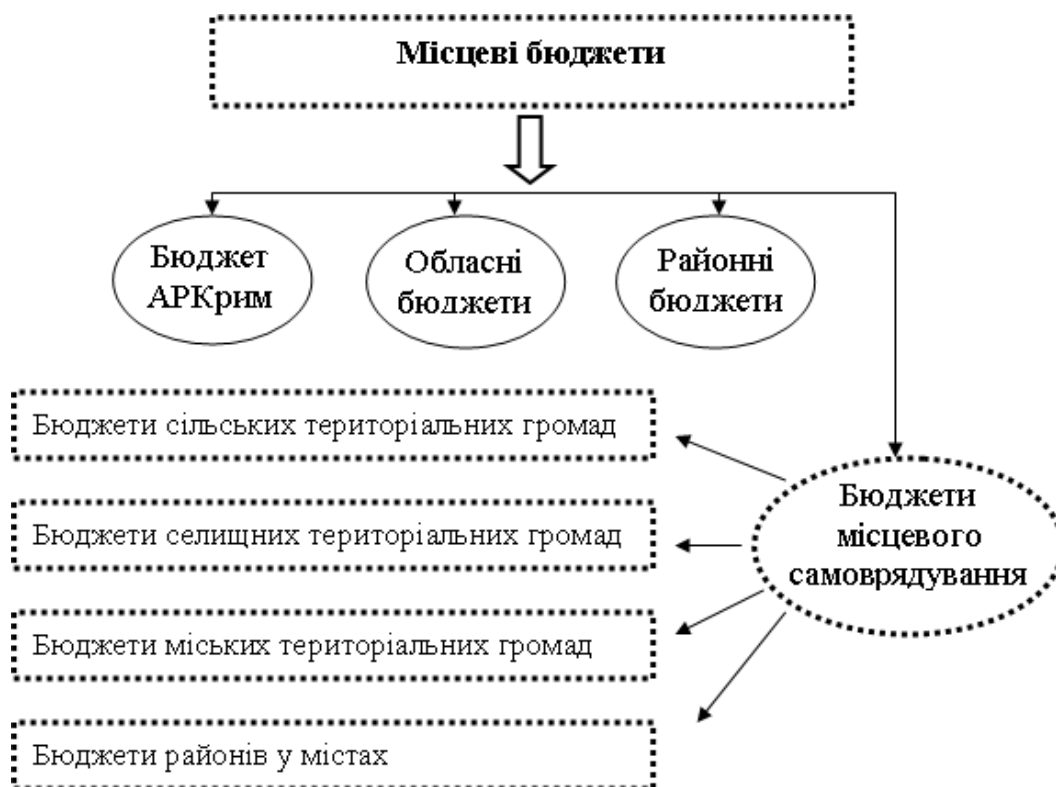 Місцеві бюджети
Бюджет
АРКрим
Обласні
бюджети
Районні
бюджети
Бюджети сільських територіальних громад
Бюджети селищних територіальних громад
Бюджети міських територіальних громад
Бюджети районів у містах
Бюджети
місцевого
самоврядування